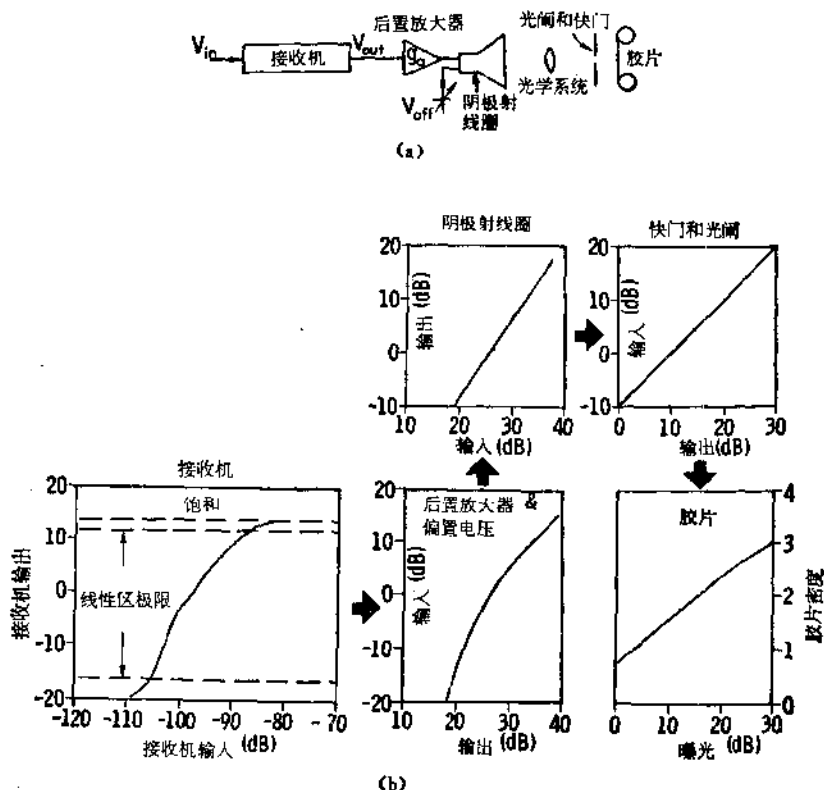 后置放大器
光阐和快门
V_in
接收机
V_out
g_a
V_off
阴极射
线圈
光学系统
胶片
(a)
阴极射线圈
快门和光阐
20
10
0
-10
输出 (dB)
10 20 30 40
输入 (dB)
20
10
0
-10
输入 (dB)
0 10 20 30
输出(dB)
接收机
20
10
0
-10
-20
接收机输出
饱和
线性区极限
-120 -110 -100 -90 -80 -70
接收机输入 (dB)
后置放大器 &
偏置电压
20
10
0
-10
-20
输入 (dB)
10 20 30 40
输出 (dB)
胶片
4
3
2
1
0
胶片密度
0 10 20 30
曝光 (dB)
(b)